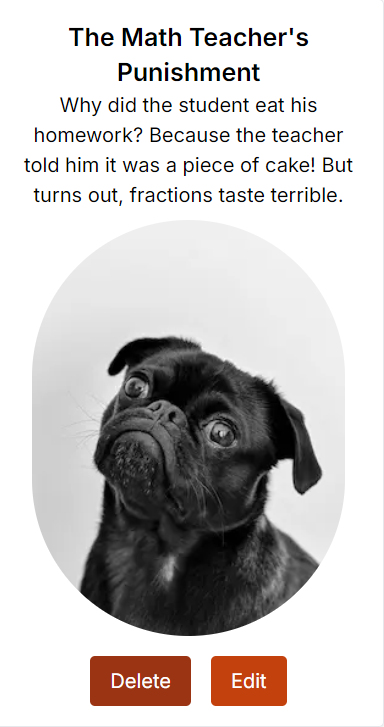 The Math Teacher's
Punishment
Why did the student eat his
homework? Because the teacher
told him it was a piece of cake! But
turns out, fractions taste terrible.
Delete
Edit